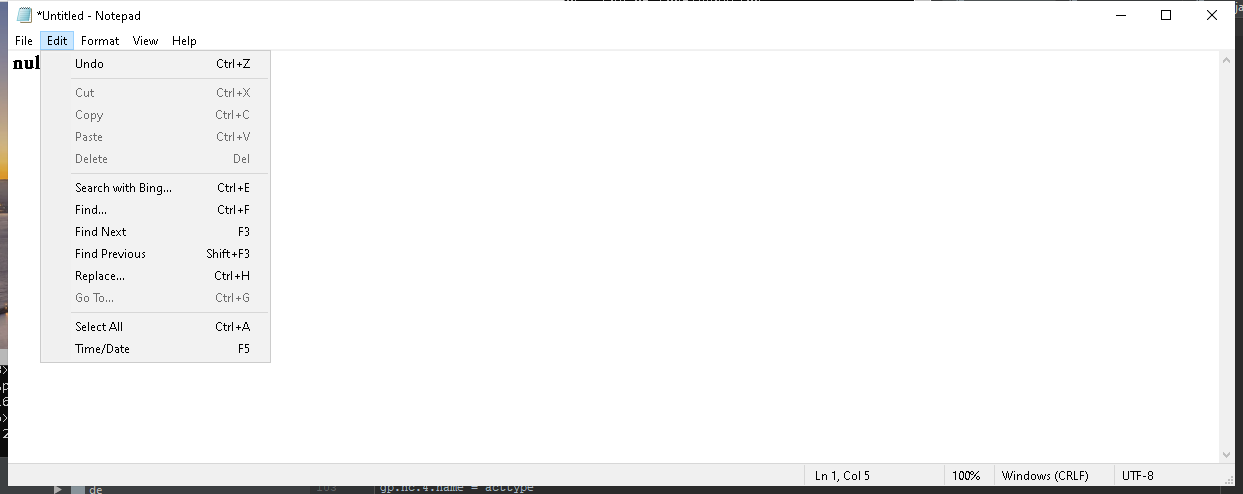 *Untitled - Notepad
File Edit Format View Help
Undo Ctrl+Z
Cut Ctrl+X
Copy Ctrl+C
Paste Ctrl+V
Delete Del
Search with Bing... Ctrl+E
Find... Ctrl+F
Find Next F3
Find Previous Shift+F3
Replace... Ctrl+H
Go To... Ctrl+G
Select All Ctrl+A
Time/Date F5
Ln 1, Col 5 100% Windows (CRLF) UTF-8
de